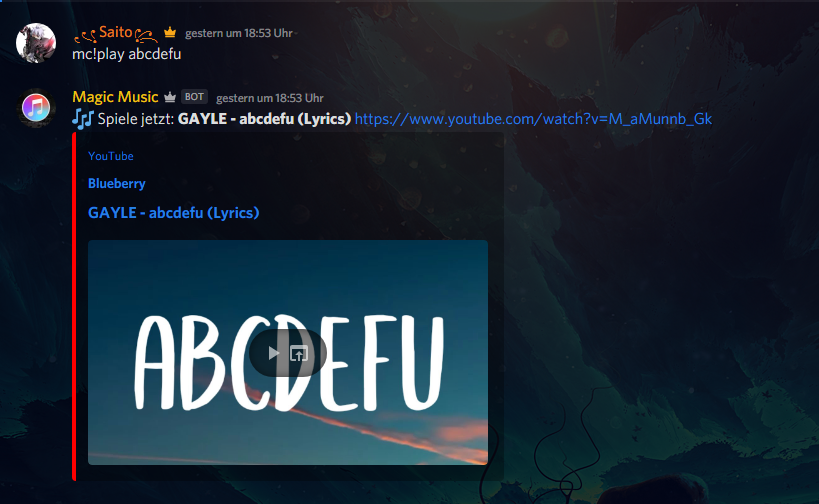 Saito gestern um 18:53 Uhr
mc!play abcdefu
Magic Music BOT gestern um 18:53 Uhr
Spiele jetzt: GAYLE - abcdefu (Lyrics) https://www.youtube.com/watch?v=M_aMunnb_Gk
YouTube
Blueberry
GAYLE - abcdefu (Lyrics)
ABCDEFU